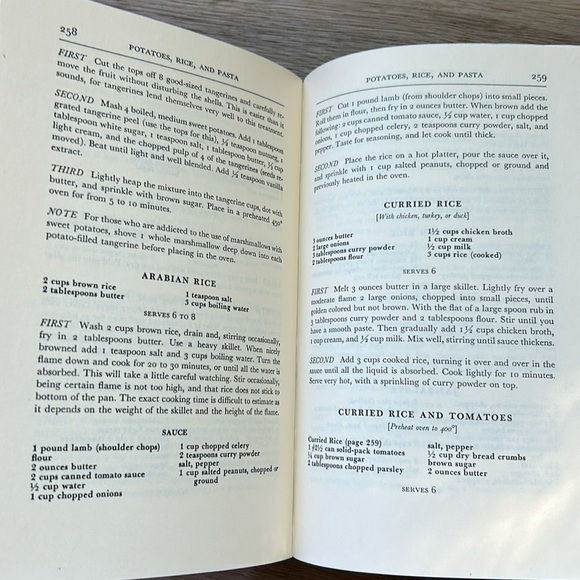 258
POTATOES, RICE, AND PASTA
FIRST Cut the tops off 8 good-sized tangerines and carefully re-
move the fruit without disturbing the shells. This is easier than it
sounds, for tangerines lend themselves very well to this treatment.
SECOND Mash 4 boiled, medium sweet potatoes. Add 1 tablespoon
grated tangerine peel (use the tops for this), ½ teaspoon nutmeg, 1
tablespoon white sugar, 1 teaspoon salt, 1 tablespoon butter, ½ cup
light cream, and the chopped pulp of 4 of the tangerines (seeds re-
moved). Beat until light and well blended. Add ½ teaspoon vanilla
extract.
THIRD Lightly heap the mixture into the tangerine cups, dot with
butter, and sprinkle with brown sugar. Place in a preheated 450°
oven for from 5 to 10 minutes.
NOTE For those who are addicted to the use of marshmallows with
sweet potatoes, shove 1 whole marshmallow deep down into each
potato-filled tangerine before placing in the oven.
ARABIAN RICE
2 cups brown rice
2 tablespoons butter
1 teaspoon salt
3 cups boiling water
SERVES 6 TO 8
FIRST Wash 2 cups brown rice, drain and, stirring occasionally,
fry in 2 tablespoons butter. Use a heavy skillet. When nicely
browned add 1 teaspoon salt and 3 cups boiling water. Turn the
flame down and cook for 20 to 30 minutes, or until all the water is
absorbed. This will take a little careful watching. Stir occasionally,
being certain flame is not too high, and that rice does not stick to
bottom of the pan. The exact cooking time is difficult to estimate as
it depends on the weight of the skillet and the height of the flame.
SAUCE
1 pound lamb (shoulder chops)
flour
2 ounces butter
2 cups canned tomato sauce
½ cup water
1 cup chopped onions
1 cup chopped celery
2 teaspoons curry powder
salt, pepper
1 cup salted peanuts, chopped or
ground
POTATOES, RICE, AND PASTA
259
FIRST Cut 1 pound lamb (from shoulder chops) into small pieces.
Roll them in flour, then fry in 2 ounces butter. When brown add the
following: 2 cups canned tomato sauce, ½ cup water, 1 cup chopped
onions, 1 cup chopped celery, 2 teaspoons curry powder, salt, and
pepper. Taste for seasoning, and let cook until thick.
SECOND Place the rice on a hot platter, pour the sauce over it,
and sprinkle with 1 cup salted peanuts, chopped or ground and
previously heated in the oven.
CURRIED RICE
[With chicken, turkey, or duck]
3 ounces butter
2 large onions
3 tablespoons curry powder
2 tablespoons flour
1½ cups chicken broth
1 cup cream
½ cup milk
3 cups rice (cooked)
SERVES 6
FIRST Melt 3 ounces butter in a large skillet. Lightly fry over a
moderate flame 2 large onions, chopped into small pieces, until
golden colored but not brown. With the flat of a large spoon rub in
3 tablespoons curry powder and 2 tablespoons flour. Stir until you
have a smooth paste. Then gradually add 1½ cups chicken broth,
1 cup cream, and ½ cup milk. Mix well, stirring until sauce thickens.
SECOND Add 3 cups cooked rice, turning it over and over in the
sauce until all the liquid is absorbed. Cook lightly for 10 minutes.
Serve very hot, with a sprinkling of curry powder on top.
CURRIED RICE AND TOMATOES
[Preheat oven to 400°]
Curried Rice (page 259)
1 #2½ can solid-pack tomatoes
¼ cup brown sugar
2 tablespoons chopped parsley
salt, pepper
½ cup dry bread crumbs
brown sugar
2 ounces butter
SERVES 6